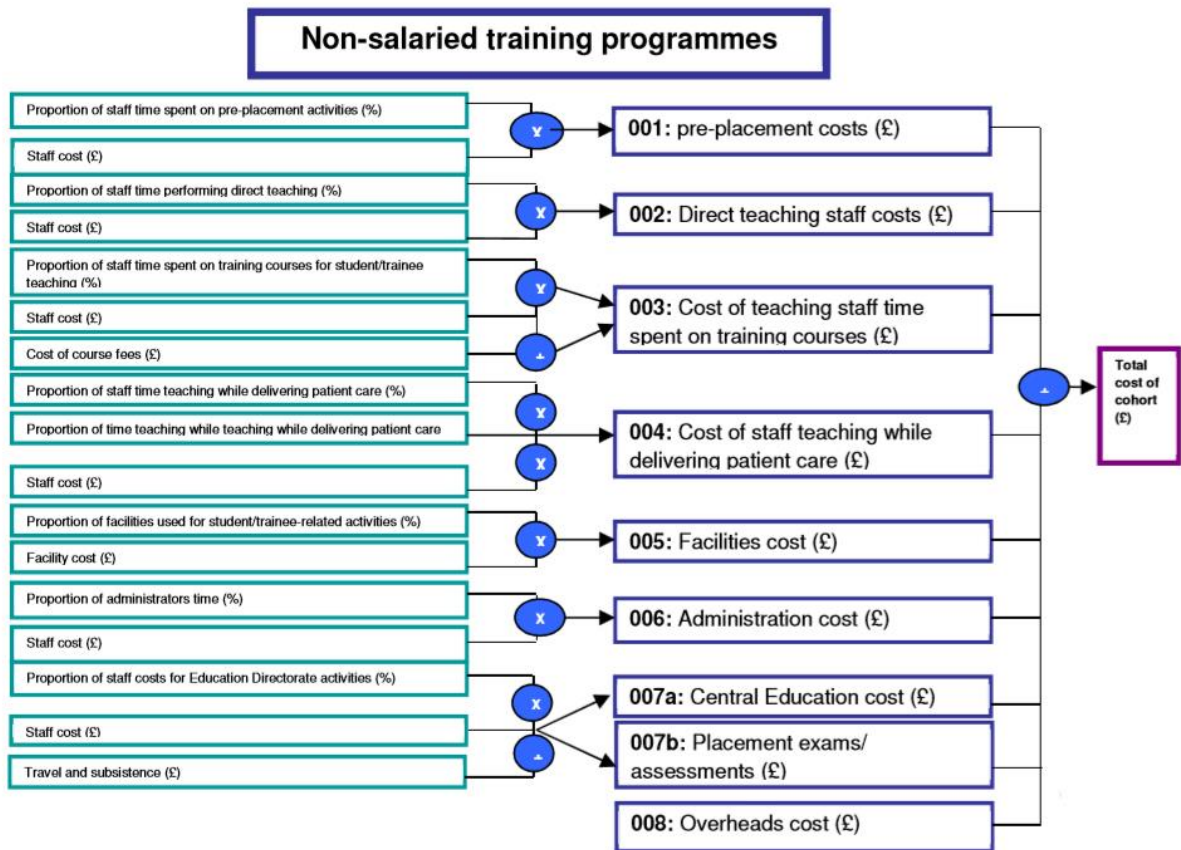 Non-salaried training programmes
Proportion of staff time spent on pre-placement activities (%)
Staff cost (£)
x
001: pre-placement costs (£)
Proportion of staff time performing direct teaching (%)
Staff cost (£)
x
002: Direct teaching staff costs (£)
Proportion of staff time spent on training courses for student/trainee
teaching (%)
Staff cost (£)
Cost of course fees (£)
x
003: Cost of teaching staff time
spent on training courses (£)
Proportion of staff time teaching while delivering patient care (%)
Proportion of time teaching while teaching while delivering patient care
Staff cost (£)
x
x
004: Cost of staff teaching while
delivering patient care (£)
Proportion of facilities used for student/trainee-related activities (%)
Facility cost (£)
x
005: Facilities cost (£)
Proportion of administrators time (%)
Staff cost (£)
x
006: Administration cost (£)
Proportion of staff costs for Education Directorate activities (%)
Staff cost (£)
Travel and subsistence (£)
x
007a: Central Education cost (£)
007b: Placement exams/
assessments (£)
008: Overheads cost (£)
Total
cost of
cohort
(£)